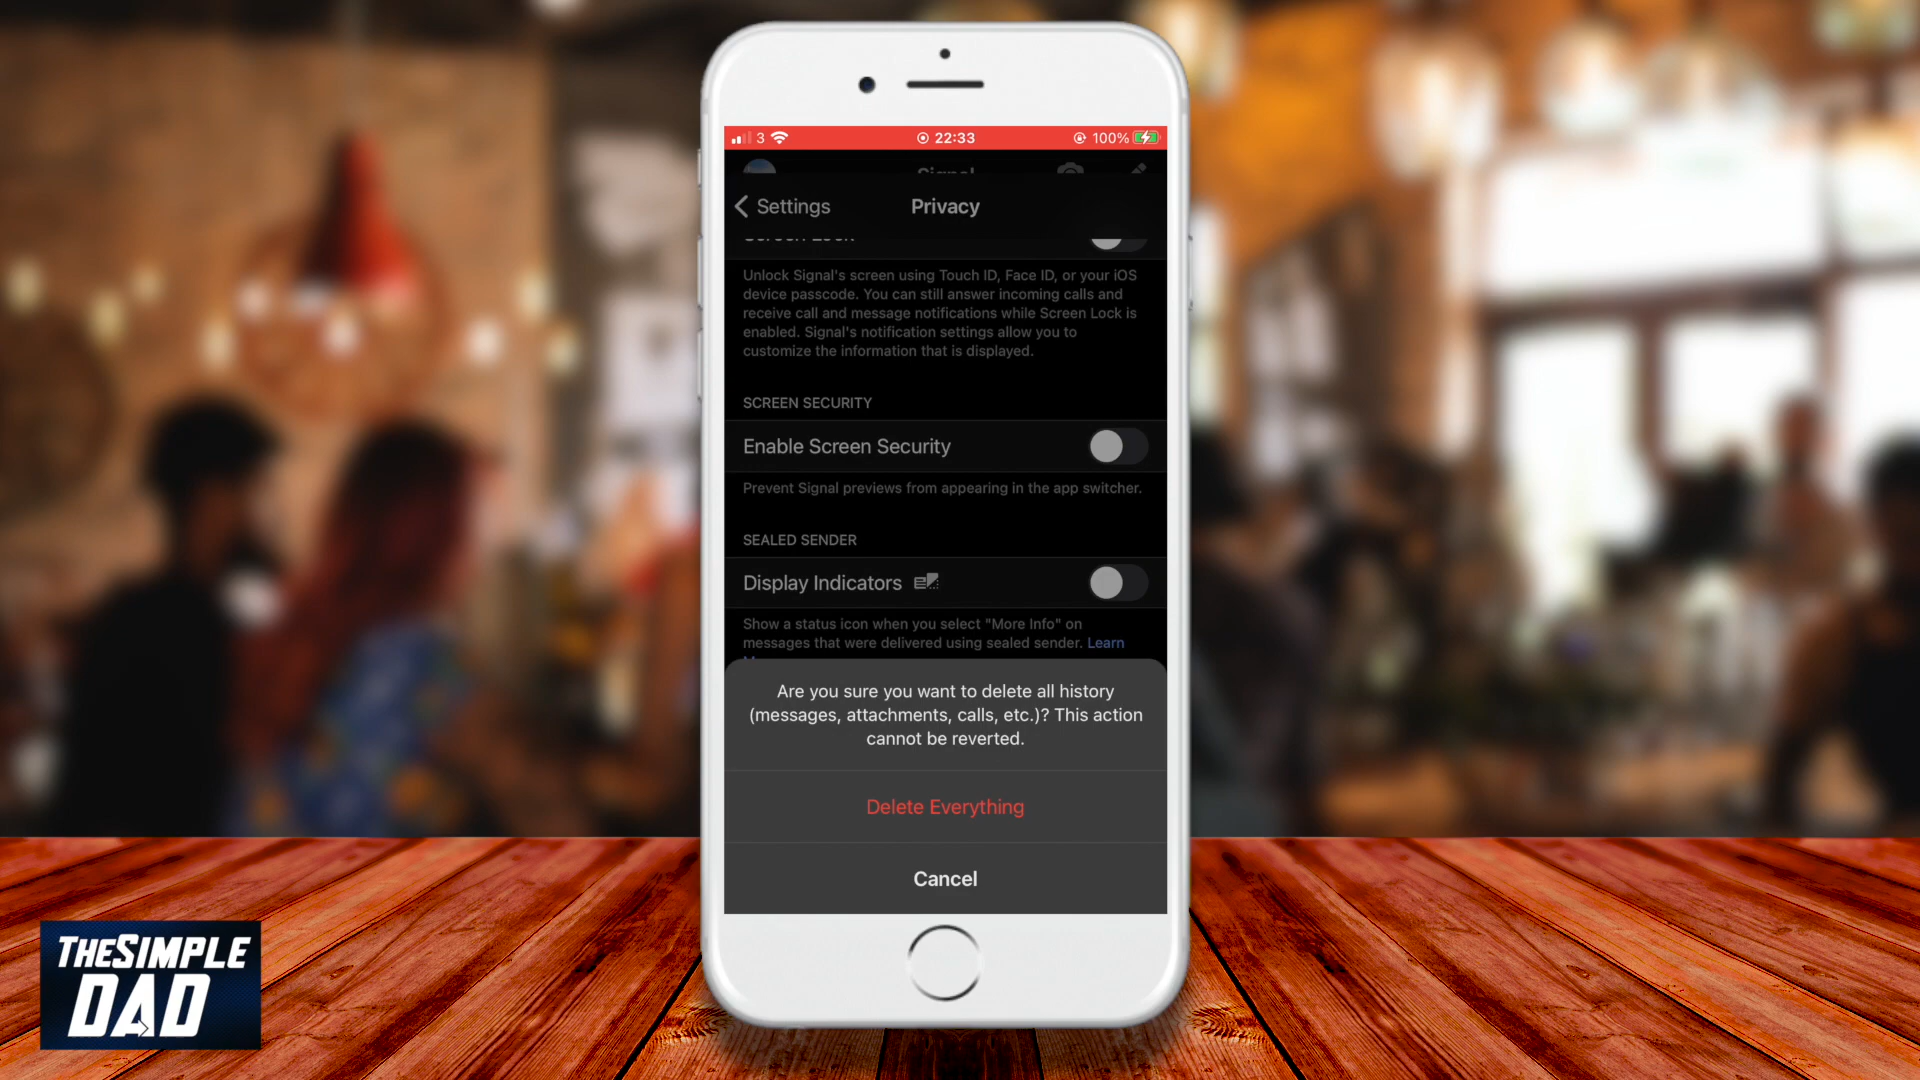 3 22:33 100%
Signal
Settings Privacy
Screen Lock
Unlock Signal's screen using Touch ID, Face ID, or your iOS
device passcode. You can still answer incoming calls and
receive call and message notifications while Screen Lock is
enabled. Signal's notification settings allow you to
customize the information that is displayed.
SCREEN SECURITY
Enable Screen Security
Prevent Signal previews from appearing in the app switcher.
SEALED SENDER
Display Indicators
Show a status icon when you select "More Info" on
messages that were delivered using sealed sender. Learn
Are you sure you want to delete all history
(messages, attachments, calls, etc.)? This action
cannot be reverted.
Delete Everything
Cancel
THESIMPLE
DAD